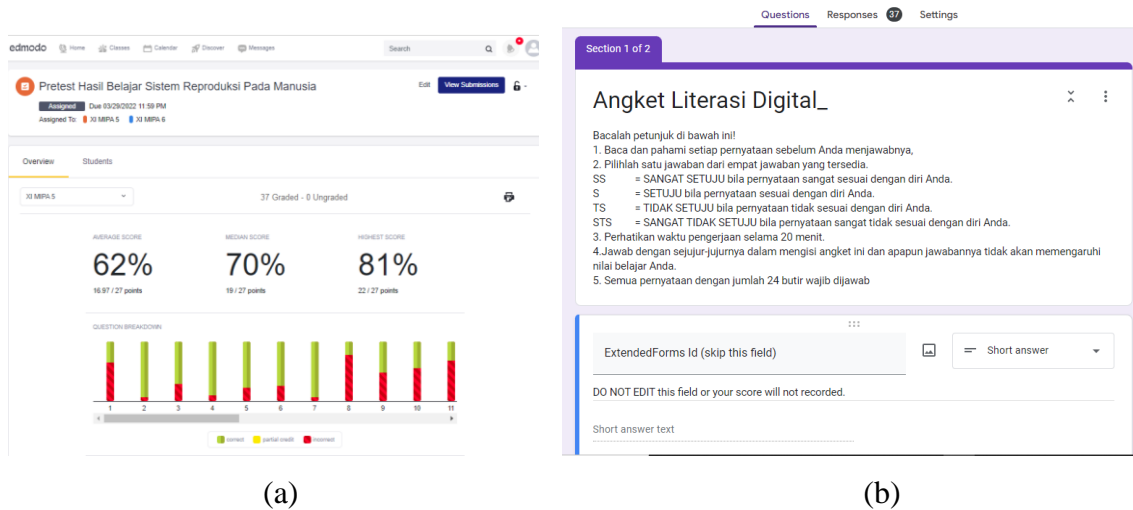 edmodo Home Classes Calendar Discover Messages Search
Pretest Hasil Belajar Sistem Reproduksi Pada Manusia Edit View Submissions
Assigned Due 03/29/2022 11:59 PM
Assigned To: XI MIPA 5 XI MIPA 6
Overview Students
XI MIPA 5 37 Graded - 0 Ungraded
AVERAGE SCORE MEDIAN SCORE HIGHEST SCORE
62% 70% 81%
16.97 / 27 points 19 / 27 points 22 / 27 points
QUESTION BREAKDOWN
1 2 3 4 5 6 7 8 9 10 11
correct partial credit incorrect
(a)
Questions Responses 37 Settings
Section 1 of 2
Angket Literasi Digital_
Bacalah petunjuk di bawah ini!
1. Baca dan pahami setiap pernyataan sebelum Anda menjawabnya,
2. Pilihlah satu jawaban dari empat jawaban yang tersedia.
SS = SANGAT SETUJU bila pernyataan sangat sesuai dengan diri Anda.
S = SETUJU bila pernyataan sesuai dengan diri Anda.
TS = TIDAK SETUJU bila pernyataan tidak sesuai dengan diri Anda.
STS = SANGAT TIDAK SETUJU bila pernyataan sangat tidak sesuai dengan diri Anda.
3. Perhatikan waktu pengerjaan selama 20 menit.
4.Jawab dengan sejujur-jujurnya dalam mengisi angket ini dan apapun jawabannya tidak akan memengaruhi
nilai belajar Anda.
5. Semua pernyataan dengan jumlah 24 butir wajib dijawab
ExtendedForms Id (skip this field) Short answer
DO NOT EDIT this field or your score will not recorded.
Short answer text
(b)